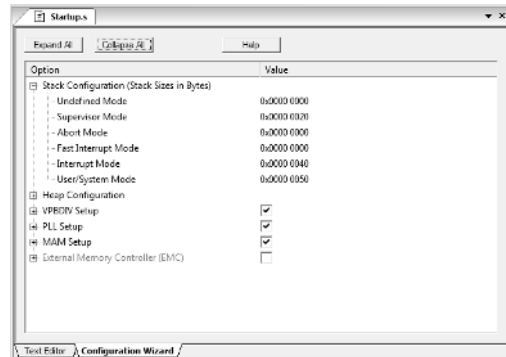 Startup.s
Expand All Collapse All Help
Option Value
Stack Configuration (Stack Sizes in Bytes)
Undefined Mode 0x0000 0000
Supervisor Mode 0x0000 0020
Abort Mode 0x0000 0000
Fast Interrupt Mode 0x0000 0000
Interrupt Mode 0x0000 0040
User/System Mode 0x0000 0050
Heap Configuration
VPBDIV Setup
PLL Setup
MAM Setup
External Memory Controller (EMC)
Text Editor Configuration Wizard